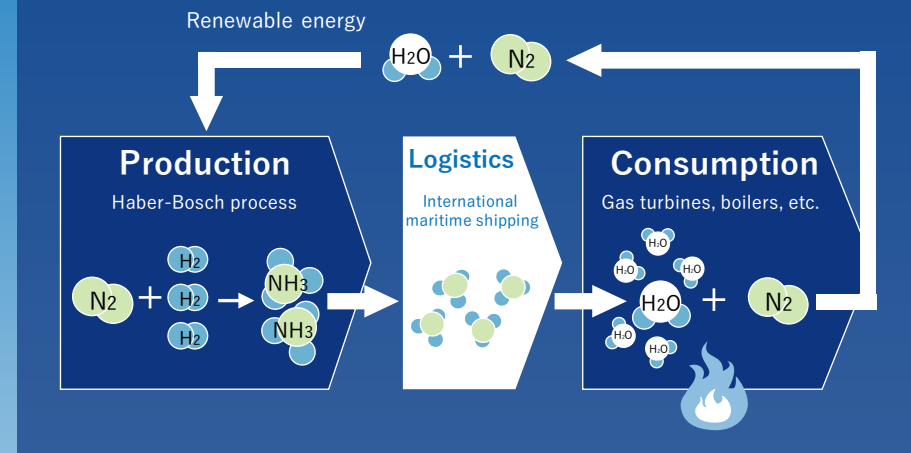 Renewable energy
H2O + N2
Production
Haber-Bosch process
N2 + H2 H2 H2 → NH3 NH3
Logistics
International
maritime shipping
Consumption
Gas turbines, boilers, etc.
H2O
H2O
H2O
H2O + N2
H2O
H2O